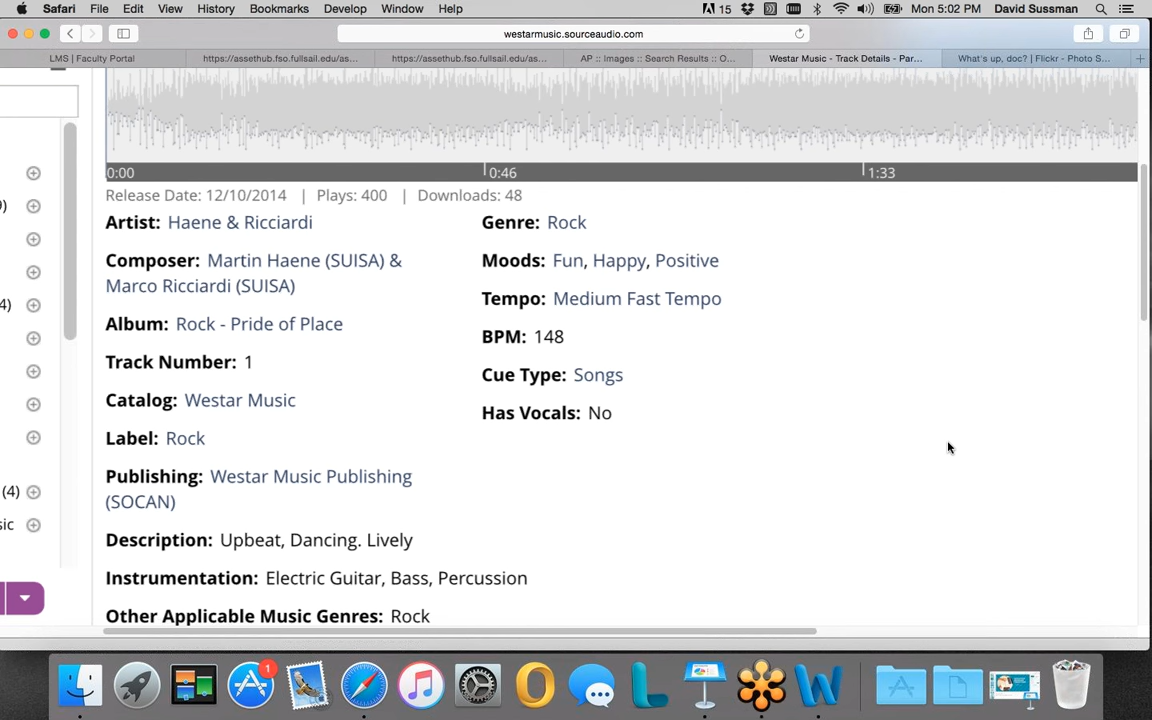 Safari File Edit View History Bookmarks Develop Window Help 15 Mon 5:02 PM David Sussman
westarmusic.sourceaudio.com
LMS | Faculty Portal https://assethub.fso.fullsail.edu/as... https://assethub.fso.fullsail.edu/as... AP :: Images :: Search Results :: O... Westar Music - Track Details - Par... What's up, doc? | Flickr - Photo S...
0:00 0:46 1:33
Release Date: 12/10/2014 | Plays: 400 | Downloads: 48
9)
4)
(4)
sic
Artist: Haene & Ricciardi
Composer: Martin Haene (SUISA) &
Marco Ricciardi (SUISA)
Album: Rock - Pride of Place
Track Number: 1
Catalog: Westar Music
Label: Rock
Publishing: Westar Music Publishing
(SOCAN)
Description: Upbeat, Dancing. Lively
Instrumentation: Electric Guitar, Bass, Percussion
Other Applicable Music Genres: Rock
Genre: Rock
Moods: Fun, Happy, Positive
Tempo: Medium Fast Tempo
BPM: 148
Cue Type: Songs
Has Vocals: No
1